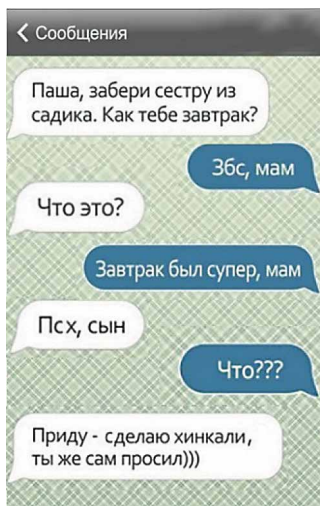 Сообщения
Паша, забери сестру из
садика. Как тебе завтрак?
Збс, мам
Что это?
Завтрак был супер, мам
Псх, сын
Что???
Приду - сделаю хинкали,
ты же сам просил)))